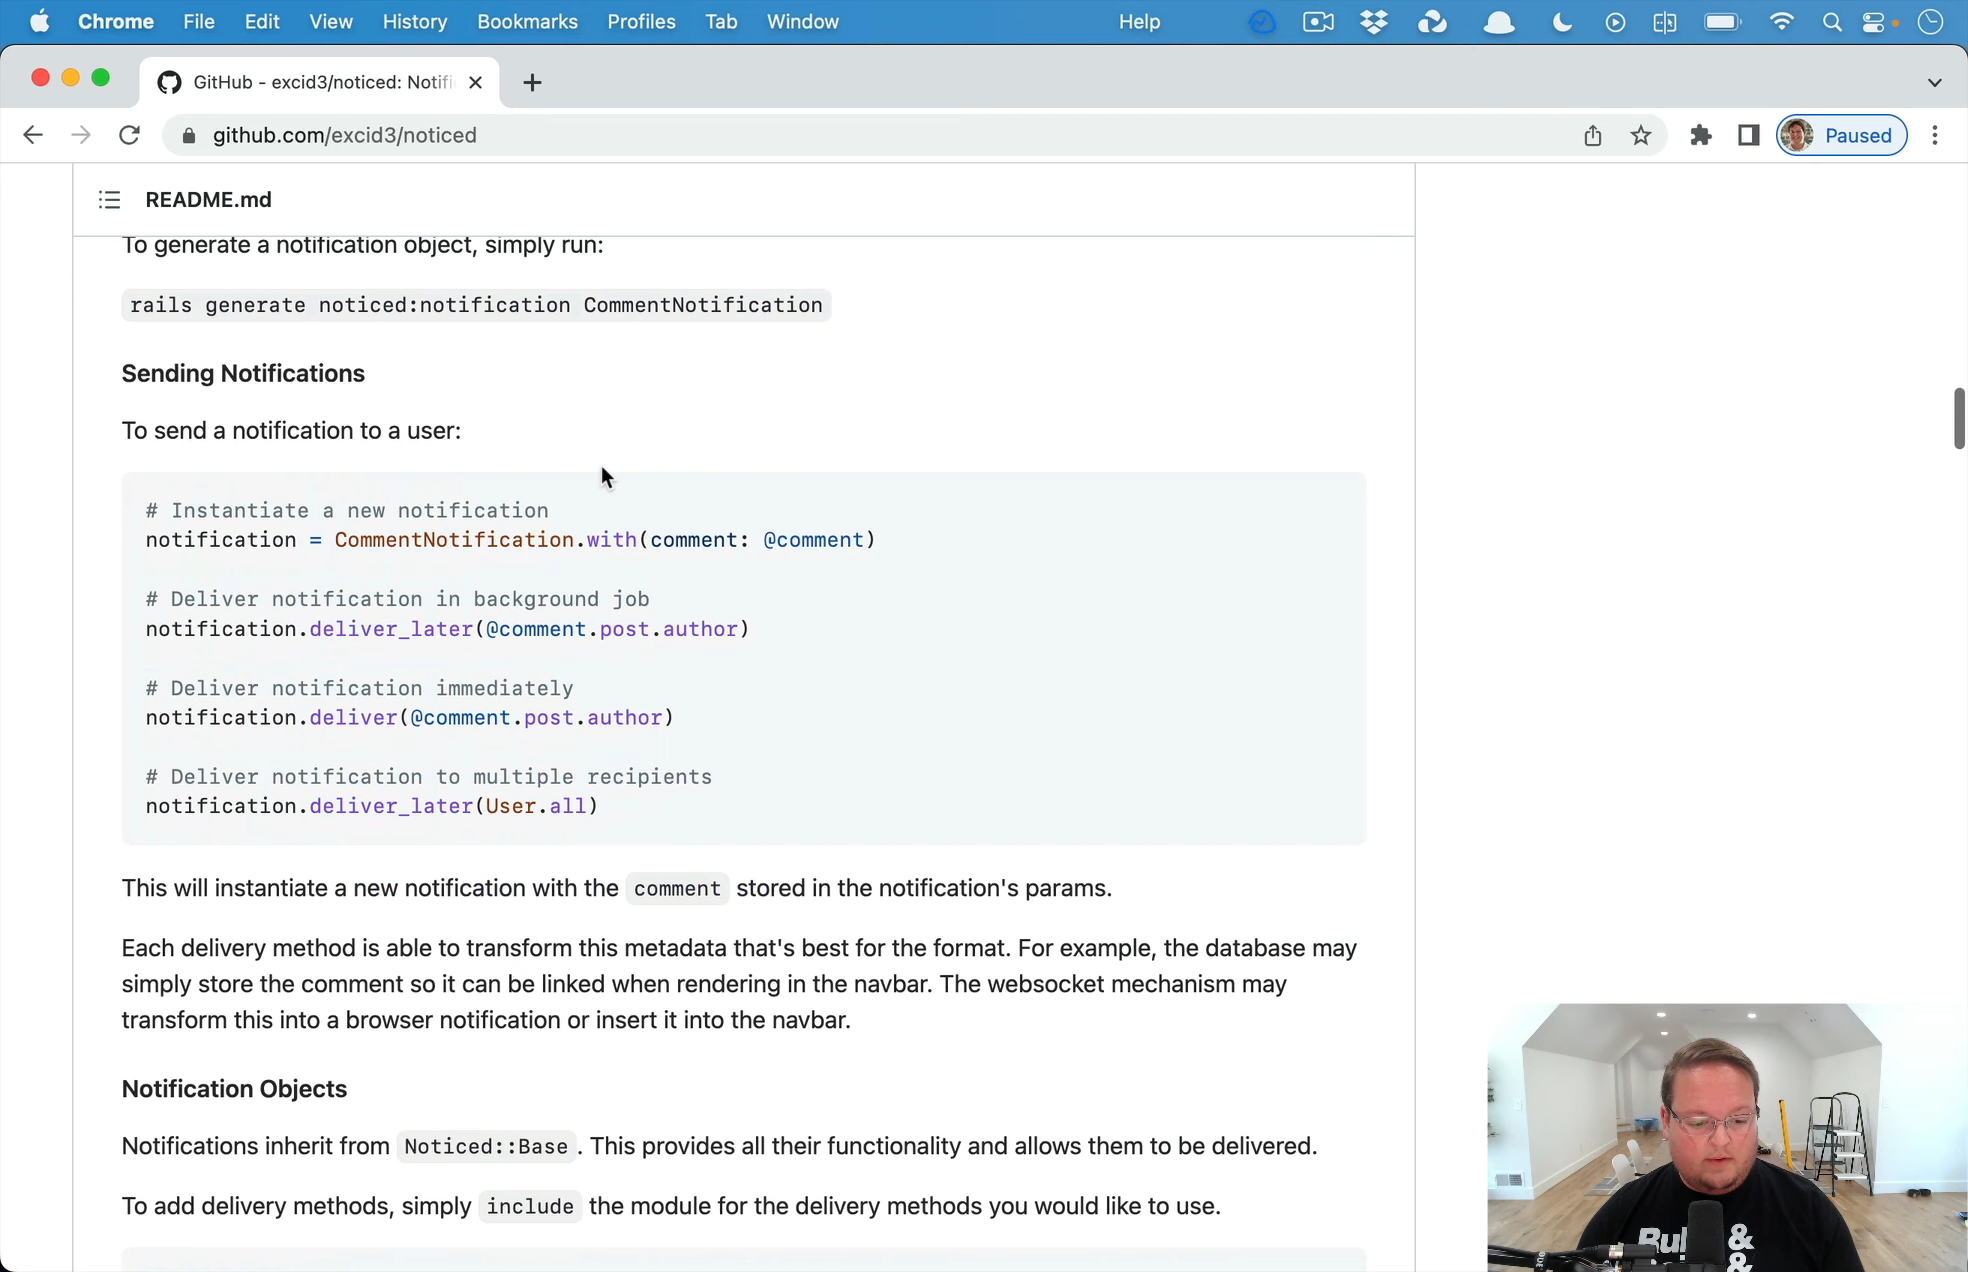 Chrome File Edit View History Bookmarks Profiles Tab Window Help
GitHub - excid3/noticed: Notifi
github.com/excid3/noticed
Paused
README.md
To generate a notification object, simply run:
rails generate noticed:notification CommentNotification
Sending Notifications
To send a notification to a user:
# Instantiate a new notification
notification = CommentNotification.with(comment: @comment)
# Deliver notification in background job
notification.deliver_later(@comment.post.author)
# Deliver notification immediately
notification.deliver(@comment.post.author)
# Deliver notification to multiple recipients
notification.deliver_later(User.all)
This will instantiate a new notification with the comment stored in the notification's params.
Each delivery method is able to transform this metadata that's best for the format. For example, the database may
simply store the comment so it can be linked when rendering in the navbar. The websocket mechanism may
transform this into a browser notification or insert it into the navbar.
Notification Objects
Notifications inherit from Noticed::Base . This provides all their functionality and allows them to be delivered.
To add delivery methods, simply include the module for the delivery methods you would like to use.